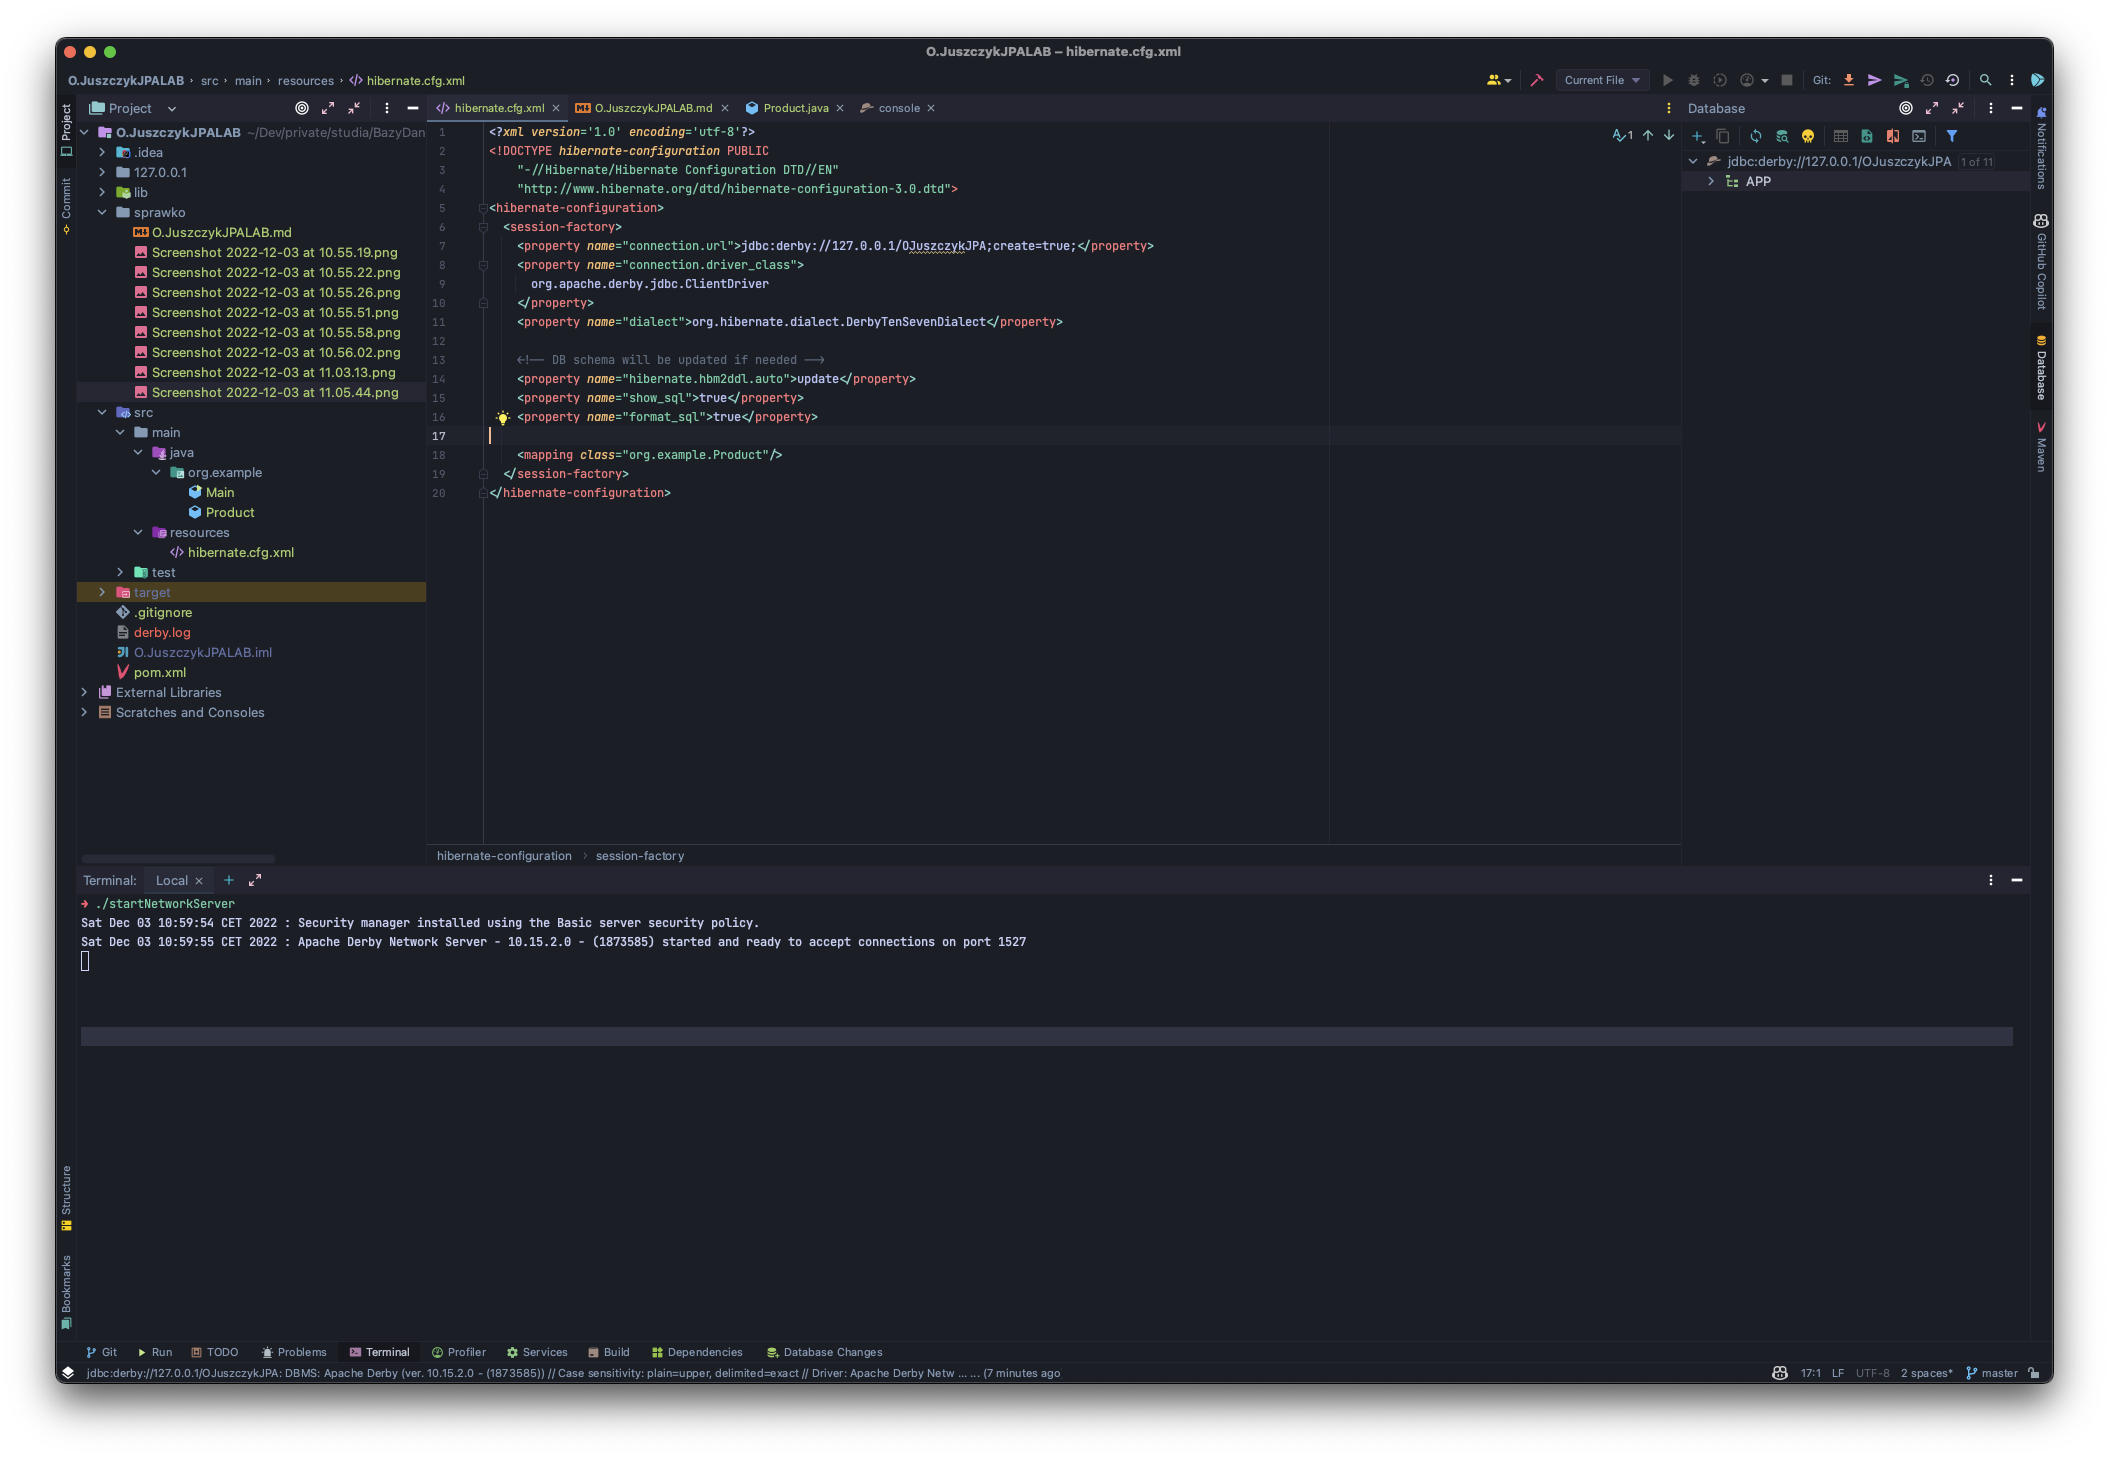 O.JuszczykJPALAB – hibernate.cfg.xml
O.JuszczykJPALAB › src › main › resources › hibernate.cfg.xml
Current File
Git:
Project
Commit
Structure
Bookmarks
Project
O.JuszczykJPALAB ~/Dev/private/studia/BazyDan
.idea
127.0.0.1
lib
sprawko
O.JuszczykJPALAB.md
Screenshot 2022-12-03 at 10.55.19.png
Screenshot 2022-12-03 at 10.55.22.png
Screenshot 2022-12-03 at 10.55.26.png
Screenshot 2022-12-03 at 10.55.51.png
Screenshot 2022-12-03 at 10.55.58.png
Screenshot 2022-12-03 at 10.56.02.png
Screenshot 2022-12-03 at 11.03.13.png
Screenshot 2022-12-03 at 11.05.44.png
src
main
java
org.example
Main
Product
resources
hibernate.cfg.xml
test
target
.gitignore
derby.log
O.JuszczykJPALAB.iml
pom.xml
External Libraries
Scratches and Consoles
hibernate.cfg.xml × O.JuszczykJPALAB.md × Product.java × console ×
1 <?xml version='1.0' encoding='utf-8'?>
2 <!DOCTYPE hibernate-configuration PUBLIC
3 "-//Hibernate/Hibernate Configuration DTD//EN"
4 "http://www.hibernate.org/dtd/hibernate-configuration-3.0.dtd">
5 <hibernate-configuration>
6 <session-factory>
7 <property name="connection.url">jdbc:derby://127.0.0.1/OJuszczykJPA;create=true;</property>
8 <property name="connection.driver_class">
9 org.apache.derby.jdbc.ClientDriver
10 </property>
11 <property name="dialect">org.hibernate.dialect.DerbyTenSevenDialect</property>
12
13 <!-- DB schema will be updated if needed -->
14 <property name="hibernate.hbm2ddl.auto">update</property>
15 <property name="show_sql">true</property>
16 <property name="format_sql">true</property>
17
18 <mapping class="org.example.Product"/>
19 </session-factory>
20 </hibernate-configuration>
1
hibernate-configuration › session-factory
Database
jdbc:derby://127.0.0.1/OJuszczykJPA 1 of 11
APP
Notifications
GitHub Copilot
Database
Maven
Terminal: Local × +
➜ ./startNetworkServer
Sat Dec 03 10:59:54 CET 2022 : Security manager installed using the Basic server security policy.
Sat Dec 03 10:59:55 CET 2022 : Apache Derby Network Server - 10.15.2.0 - (1873585) started and ready to accept connections on port 1527
Git Run TODO Problems Terminal Profiler Services Build Dependencies Database Changes
jdbc:derby://127.0.0.1/OJuszczykJPA: DBMS: Apache Derby (ver. 10.15.2.0 - (1873585)) // Case sensitivity: plain=upper, delimited=exact // Driver: Apache Derby Netw ... ... (7 minutes ago
17:1 LF UTF-8 2 spaces* master